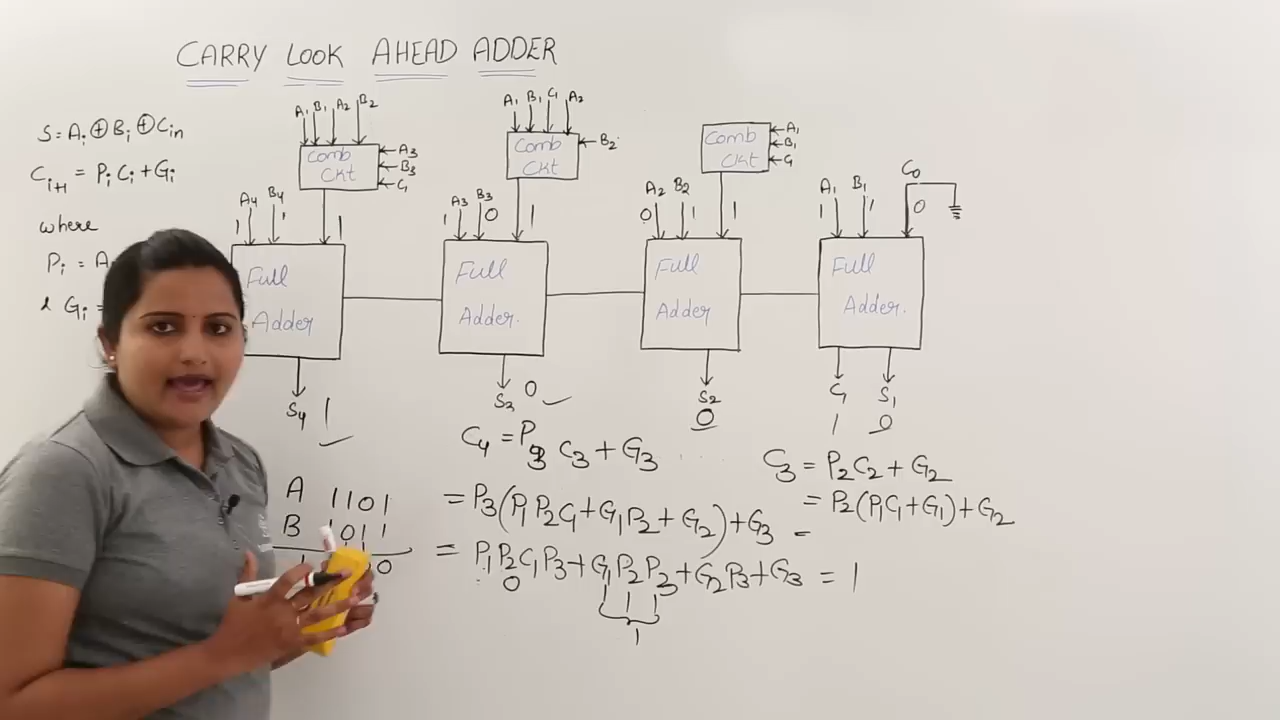 CARRY LOOK AHEAD ADDER
S = Ai ⊕ Bi ⊕ Cin
Ci+1 = Pi Ci + Gi
where
Pi = A
& Gi =
A1 B1 A2 B2
Comb Ckt
A3
B3
C1
A4 B4
1 1 1
Full Adder
S4 1
A1 B1 C1 A2
Comb Ckt
B2
A3 B3
1 0 1
Full Adder.
S3 0
Comb Ckt
A1
B1
C1
A2 B2
0 1 1
Full Adder
S2
0
C0
A1 B1
1 1 0
Full Adder.
C1 S1
1 0
A 1101
B 1011
1 0
C4 = P3 C3 + G3
= P3(P1P2C1 + G1P2 + G2) + G3
= P1P2C1P3 + G1P2P3 + G2P3 + G3 = 1
0 1 1 1
1
C3 = P2C2 + G2
= P2(P1C1 + G1) + G2
=